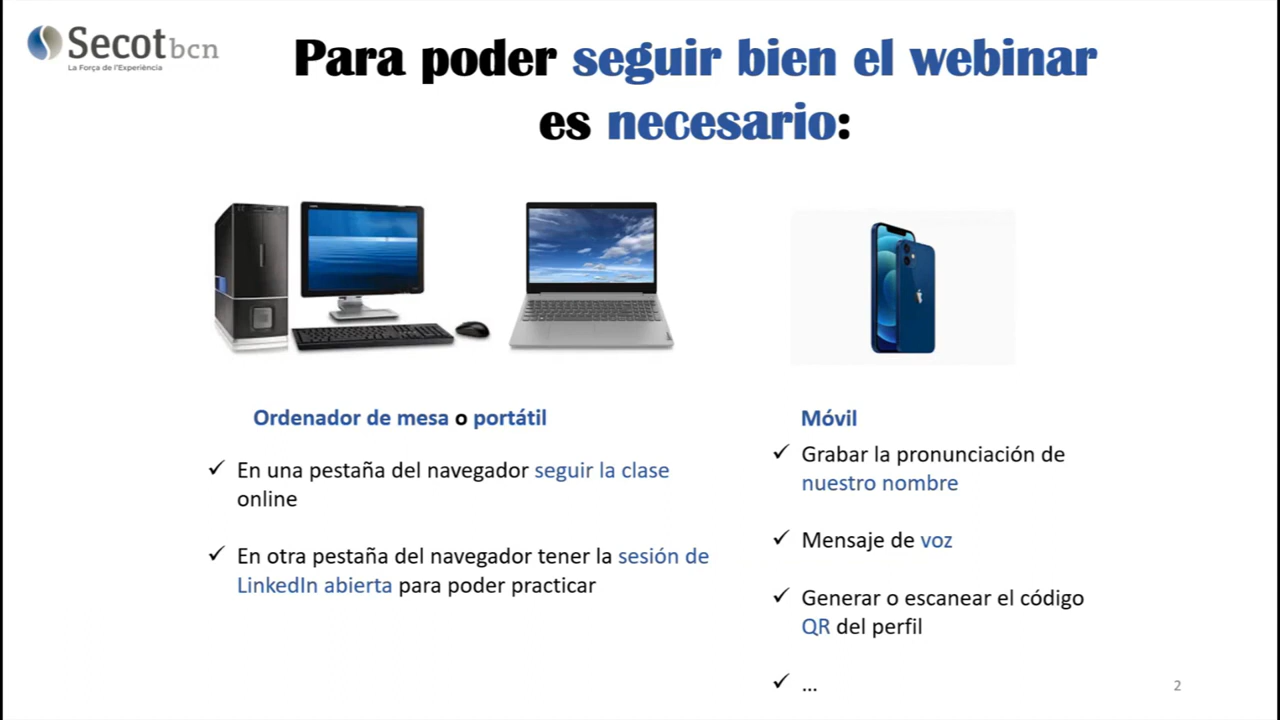 Secot bcn
La Força de l'Experiència
Para poder seguir bien el webinar
es necesario:
Ordenador de mesa o portátil
✓ En una pestaña del navegador seguir la clase
online
✓ En otra pestaña del navegador tener la sesión de
LinkedIn abierta para poder practicar
Móvil
✓ Grabar la pronunciación de
nuestro nombre
✓ Mensaje de voz
✓ Generar o escanear el código
QR del perfil
✓ ...
2